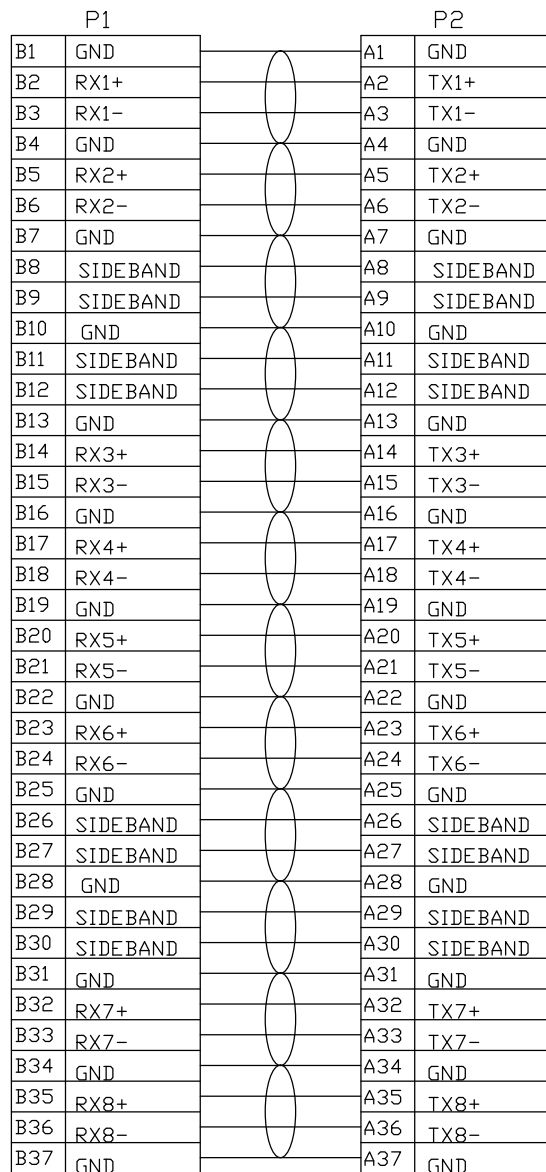 P1 P2
B1 GND A1 GND
B2 RX1+ A2 TX1+
B3 RX1- A3 TX1-
B4 GND A4 GND
B5 RX2+ A5 TX2+
B6 RX2- A6 TX2-
B7 GND A7 GND
B8 SIDEBAND A8 SIDEBAND
B9 SIDEBAND A9 SIDEBAND
B10 GND A10 GND
B11 SIDEBAND A11 SIDEBAND
B12 SIDEBAND A12 SIDEBAND
B13 GND A13 GND
B14 RX3+ A14 TX3+
B15 RX3- A15 TX3-
B16 GND A16 GND
B17 RX4+ A17 TX4+
B18 RX4- A18 TX4-
B19 GND A19 GND
B20 RX5+ A20 TX5+
B21 RX5- A21 TX5-
B22 GND A22 GND
B23 RX6+ A23 TX6+
B24 RX6- A24 TX6-
B25 GND A25 GND
B26 SIDEBAND A26 SIDEBAND
B27 SIDEBAND A27 SIDEBAND
B28 GND A28 GND
B29 SIDEBAND A29 SIDEBAND
B30 SIDEBAND A30 SIDEBAND
B31 GND A31 GND
B32 RX7+ A32 TX7+
B33 RX7- A33 TX7-
B34 GND A34 GND
B35 RX8+ A35 TX8+
B36 RX8- A36 TX8-
B37 GND A37 GND